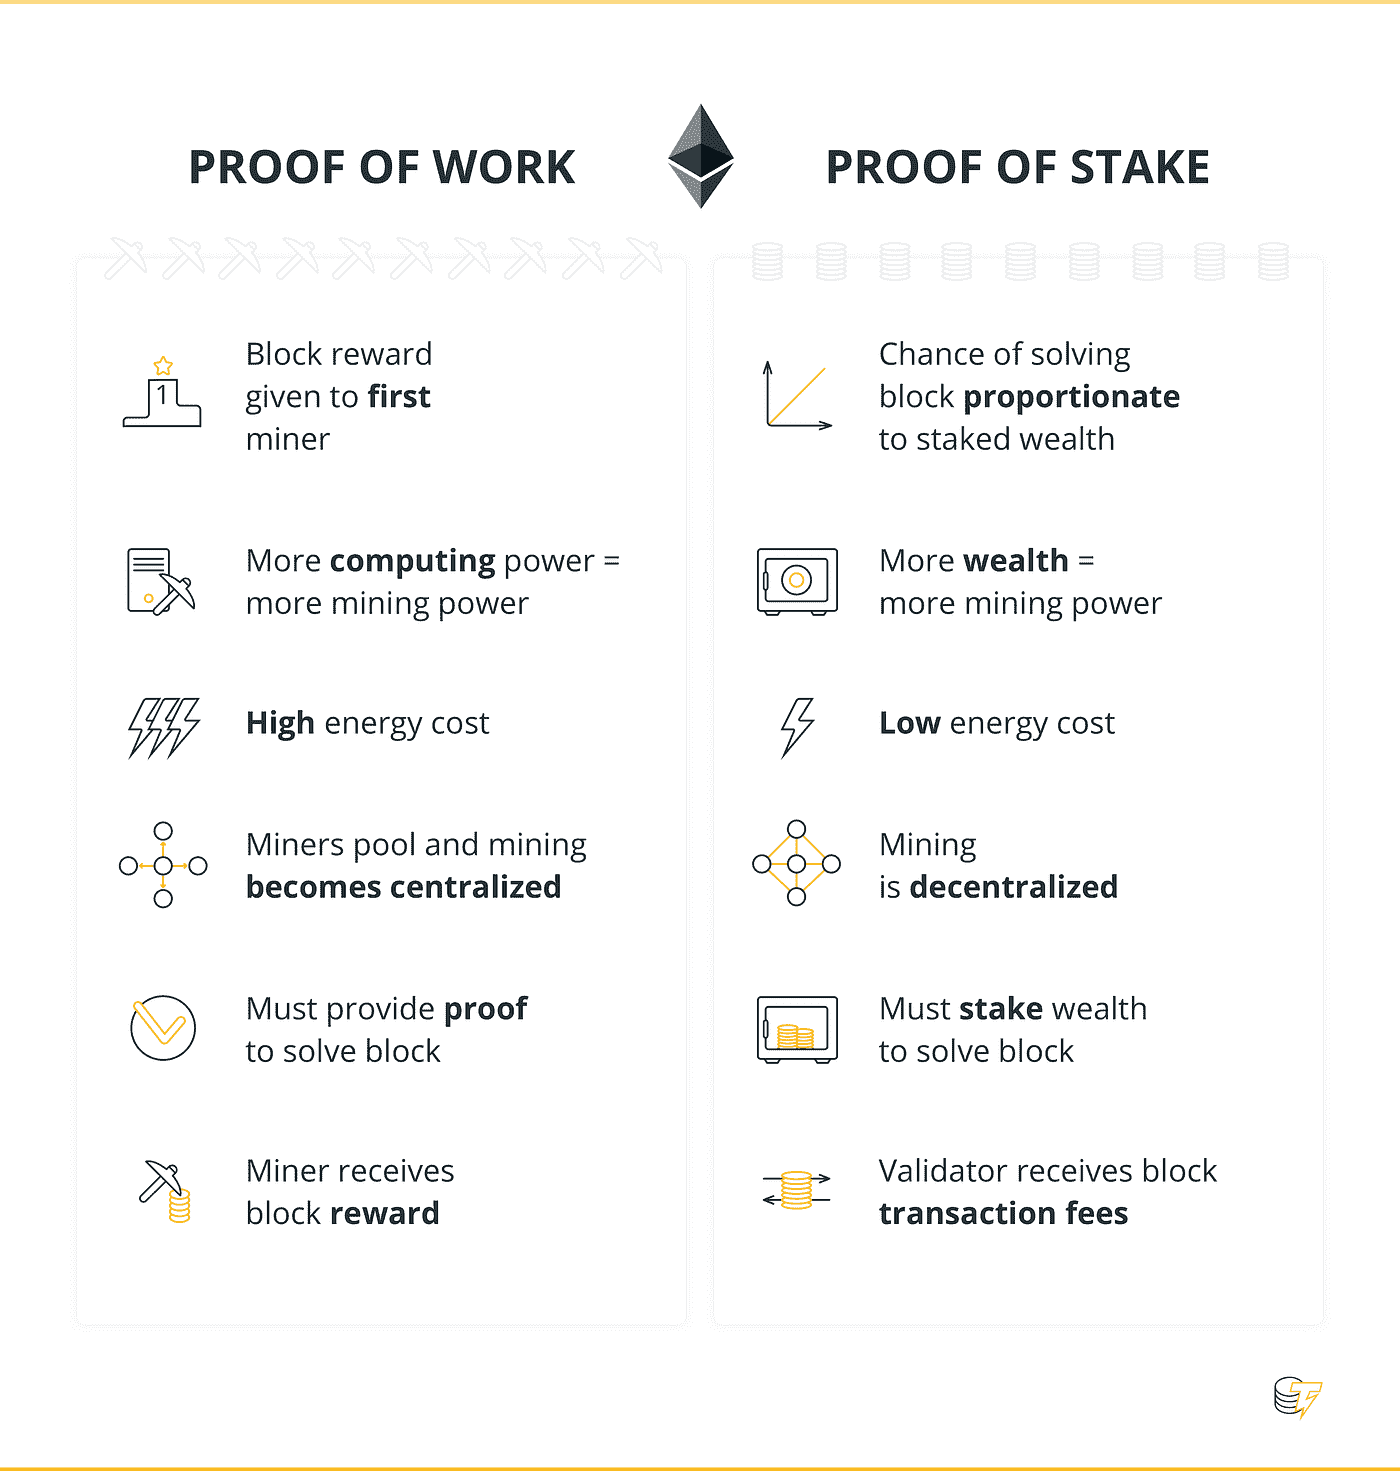 PROOF OF WORK
PROOF OF STAKE
1
Block reward
given to first
miner
More computing power =
more mining power
High energy cost
Miners pool and mining
becomes centralized
Must provide proof
to solve block
Miner receives
block reward
Chance of solving
block proportionate
to staked wealth
More wealth =
more mining power
Low energy cost
Mining
is decentralized
Must stake wealth
to solve block
Validator receives block
transaction fees